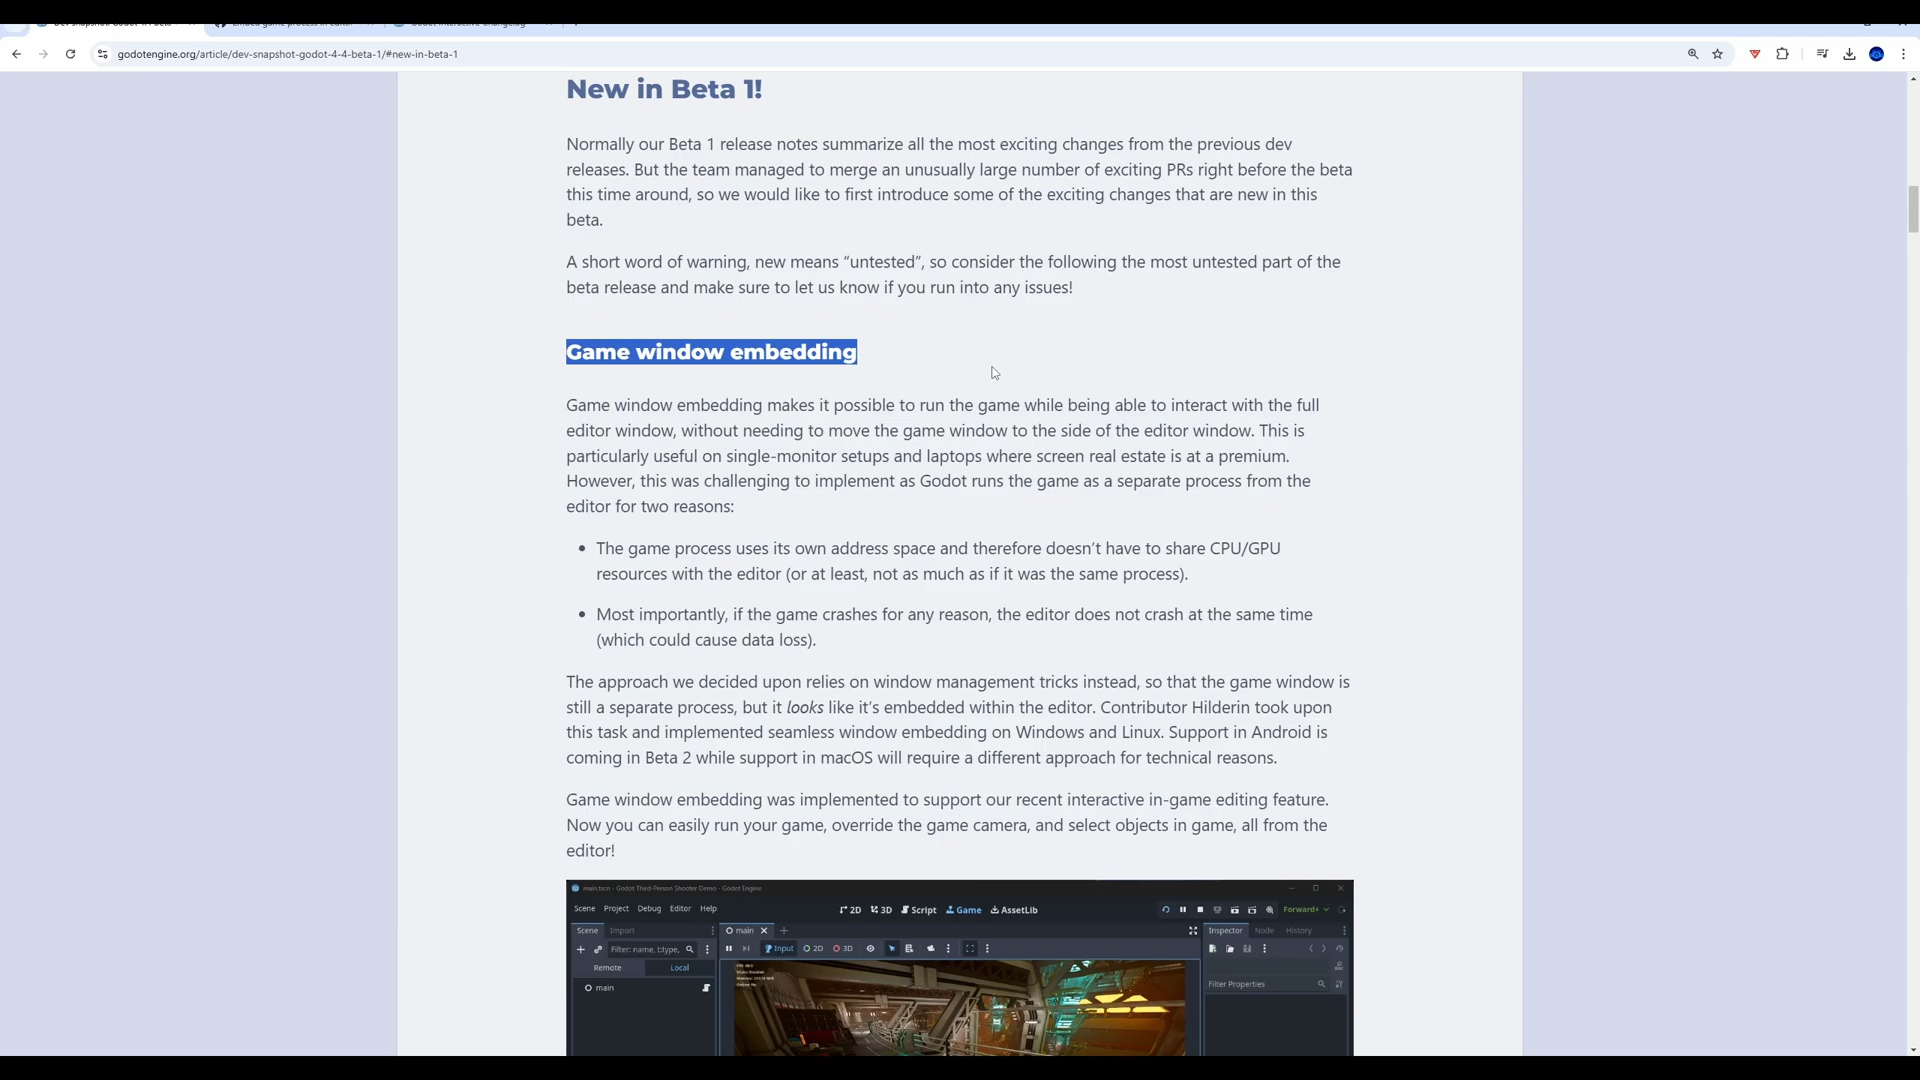 godotengine.org/article/dev-snapshot-godot-4-4-beta-1/#new-in-beta-1
New in Beta 1!
Normally our Beta 1 release notes summarize all the most exciting changes from the previous dev
releases. But the team managed to merge an unusually large number of exciting PRs right before the beta
this time around, so we would like to first introduce some of the exciting changes that are new in this
beta.
A short word of warning, new means “untested”, so consider the following the most untested part of the
beta release and make sure to let us know if you run into any issues!
Game window embedding
Game window embedding makes it possible to run the game while being able to interact with the full
editor window, without needing to move the game window to the side of the editor window. This is
particularly useful on single-monitor setups and laptops where screen real estate is at a premium.
However, this was challenging to implement as Godot runs the game as a separate process from the
editor for two reasons:
• The game process uses its own address space and therefore doesn’t have to share CPU/GPU
resources with the editor (or at least, not as much as if it was the same process).
• Most importantly, if the game crashes for any reason, the editor does not crash at the same time
(which could cause data loss).
The approach we decided upon relies on window management tricks instead, so that the game window is
still a separate process, but it looks like it’s embedded within the editor. Contributor Hilderin took upon
this task and implemented seamless window embedding on Windows and Linux. Support in Android is
coming in Beta 2 while support in macOS will require a different approach for technical reasons.
Game window embedding was implemented to support our recent interactive in-game editing feature.
Now you can easily run your game, override the game camera, and select objects in game, all from the
editor!
main.tscn - Godot Third-Person Shooter Demo - Godot Engine
Scene Project Debug Editor Help 2D 3D Script Game AssetLib Forward+
Scene Import main Inspector Node History
Filter: name, t:type, Input 2D 3D
Remote Local
main Filter Properties